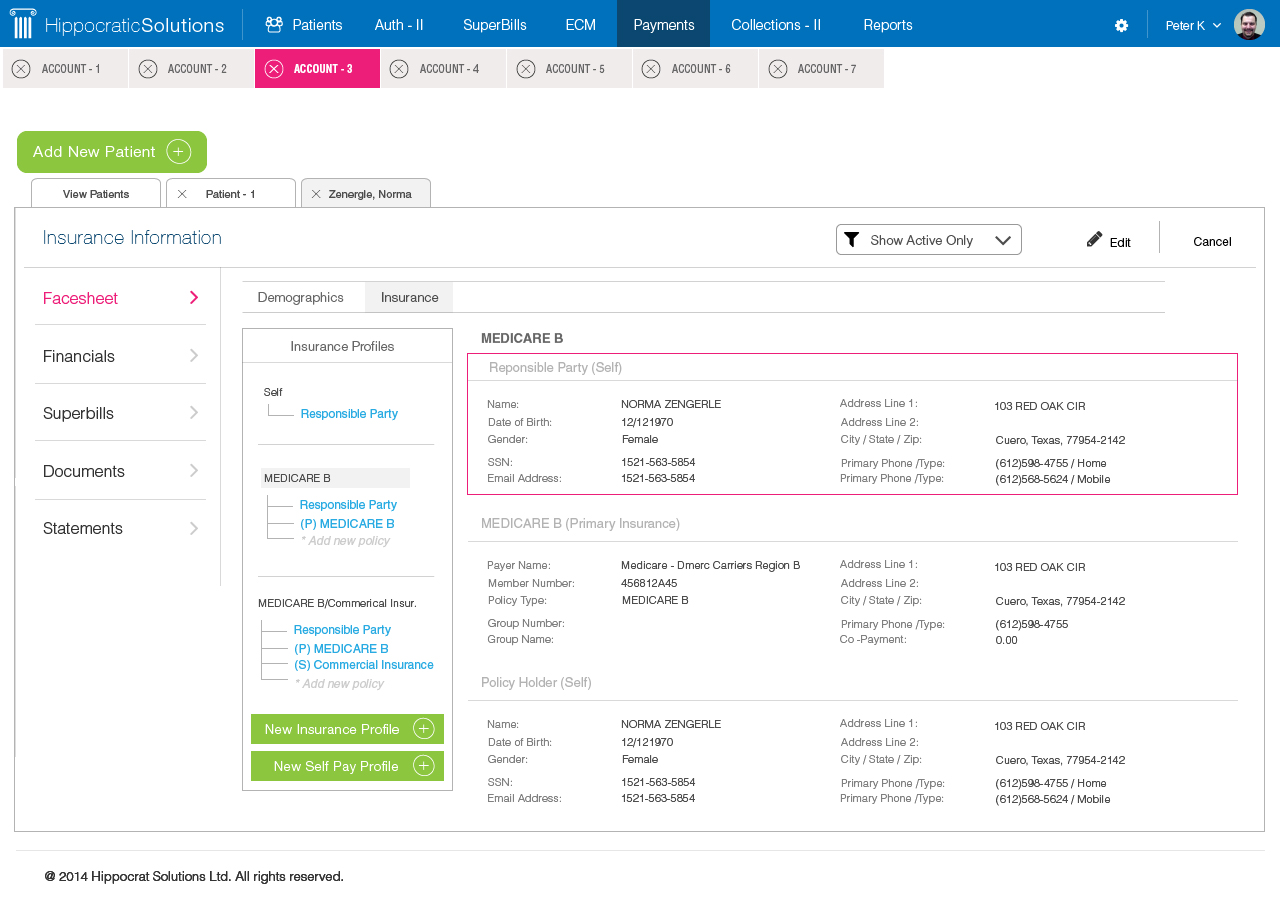 HippocraticSolutions Patients Auth - II SuperBills ECM Payments Collections - II Reports Peter K
ACCOUNT - 1 ACCOUNT - 2 ACCOUNT - 3 ACCOUNT - 4 ACCOUNT - 5 ACCOUNT - 6 ACCOUNT - 7
Add New Patient
View Patients Patient - 1 Zenergle, Norma
Insurance Information Show Active Only Edit Cancel
Facesheet
Financials
Superbills
Documents
Statements
Demographics Insurance
Insurance Profiles
Self
Responsible Party
MEDICARE B
Responsible Party
(P) MEDICARE B
* Add new policy
MEDICARE B/Commerical Insur.
Responsible Party
(P) MEDICARE B
(S) Commercial Insurance
* Add new policy
New Insurance Profile
New Self Pay Profile
MEDICARE B
Reponsible Party (Self)
Name: NORMA ZENGERLE Address Line 1: 103 RED OAK CIR
Date of Birth: 12/121970 Address Line 2:
Gender: Female City / State / Zip: Cuero, Texas, 77954-2142
SSN: 1521-563-5854 Primary Phone /Type: (612)598-4755 / Home
Email Address: 1521-563-5854 Primary Phone /Type: (612)568-5624 / Mobile
MEDICARE B (Primary Insurance)
Payer Name: Medicare - Dmerc Carriers Region B Address Line 1: 103 RED OAK CIR
Member Number: 456812A45 Address Line 2:
Policy Type: MEDICARE B City / State / Zip: Cuero, Texas, 77954-2142
Group Number: Primary Phone /Type: (612)598-4755
Group Name: Co -Payment: 0.00
Policy Holder (Self)
Name: NORMA ZENGERLE Address Line 1: 103 RED OAK CIR
Date of Birth: 12/121970 Address Line 2:
Gender: Female City / State / Zip: Cuero, Texas, 77954-2142
SSN: 1521-563-5854 Primary Phone /Type: (612)598-4755 / Home
Email Address: 1521-563-5854 Primary Phone /Type: (612)568-5624 / Mobile
@ 2014 Hippocrat Solutions Ltd. All rights reserved.